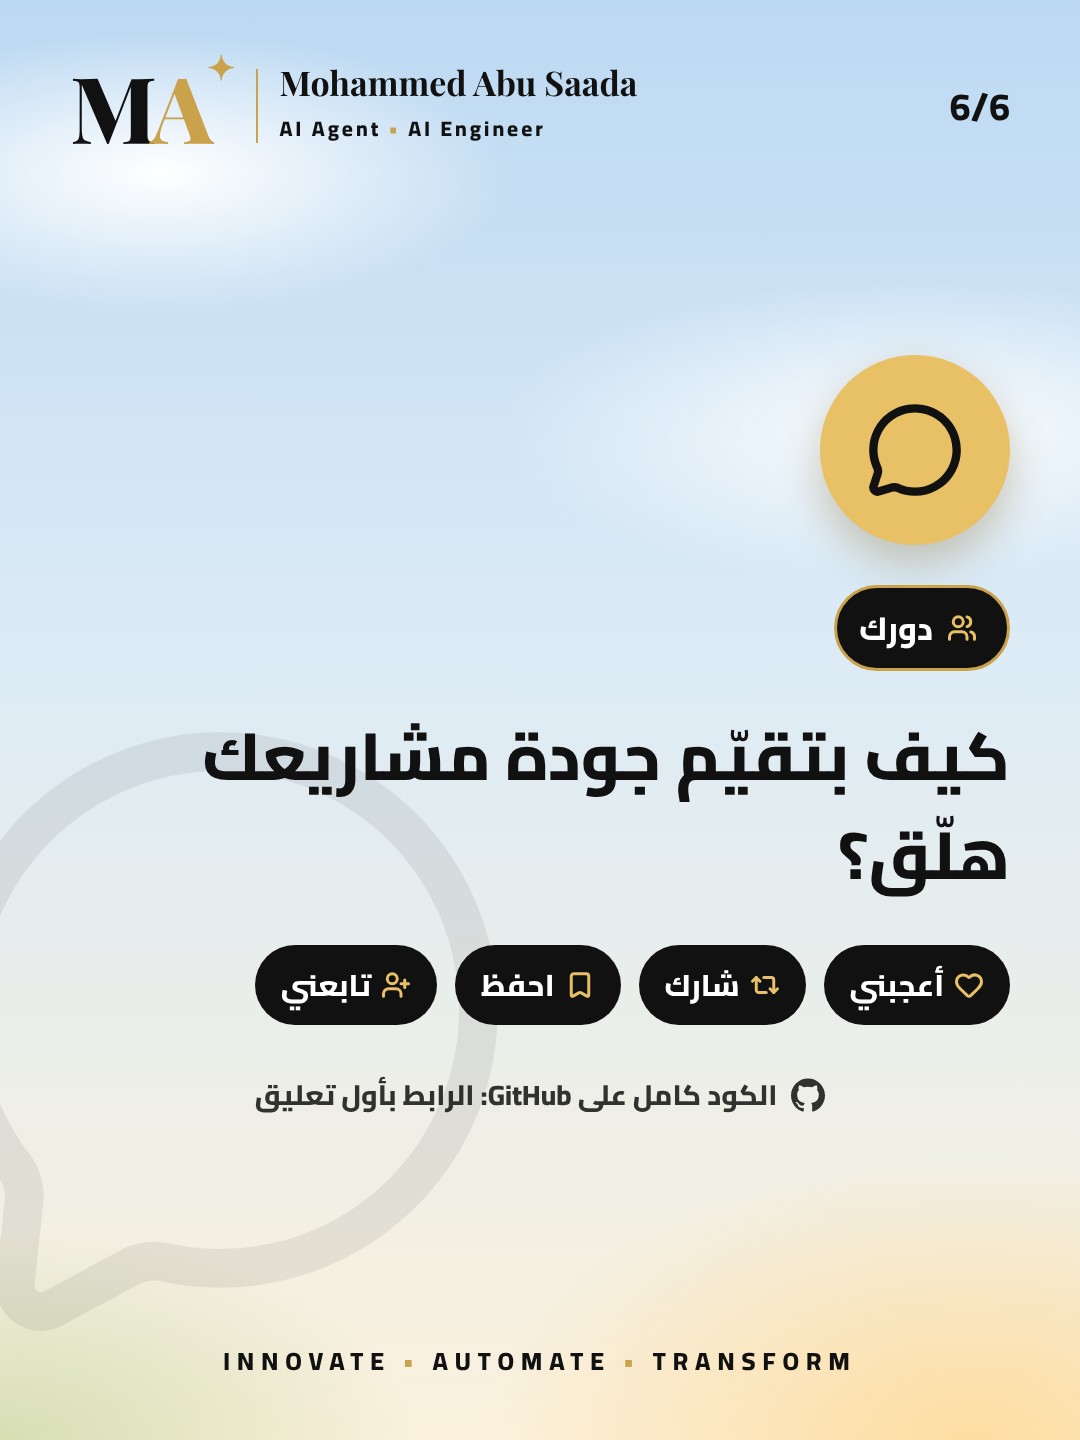 MA
Mohammed Abu Saada
AI Agent ▪ AI Engineer
6/6
دورك
كيف بتقيّم جودة مشاريعك
هلّق؟
أعجبني
شارك
احفظ
تابعني
الكود كامل على GitHub: الرابط بأول تعليق
INNOVATE ▪ AUTOMATE ▪ TRANSFORM